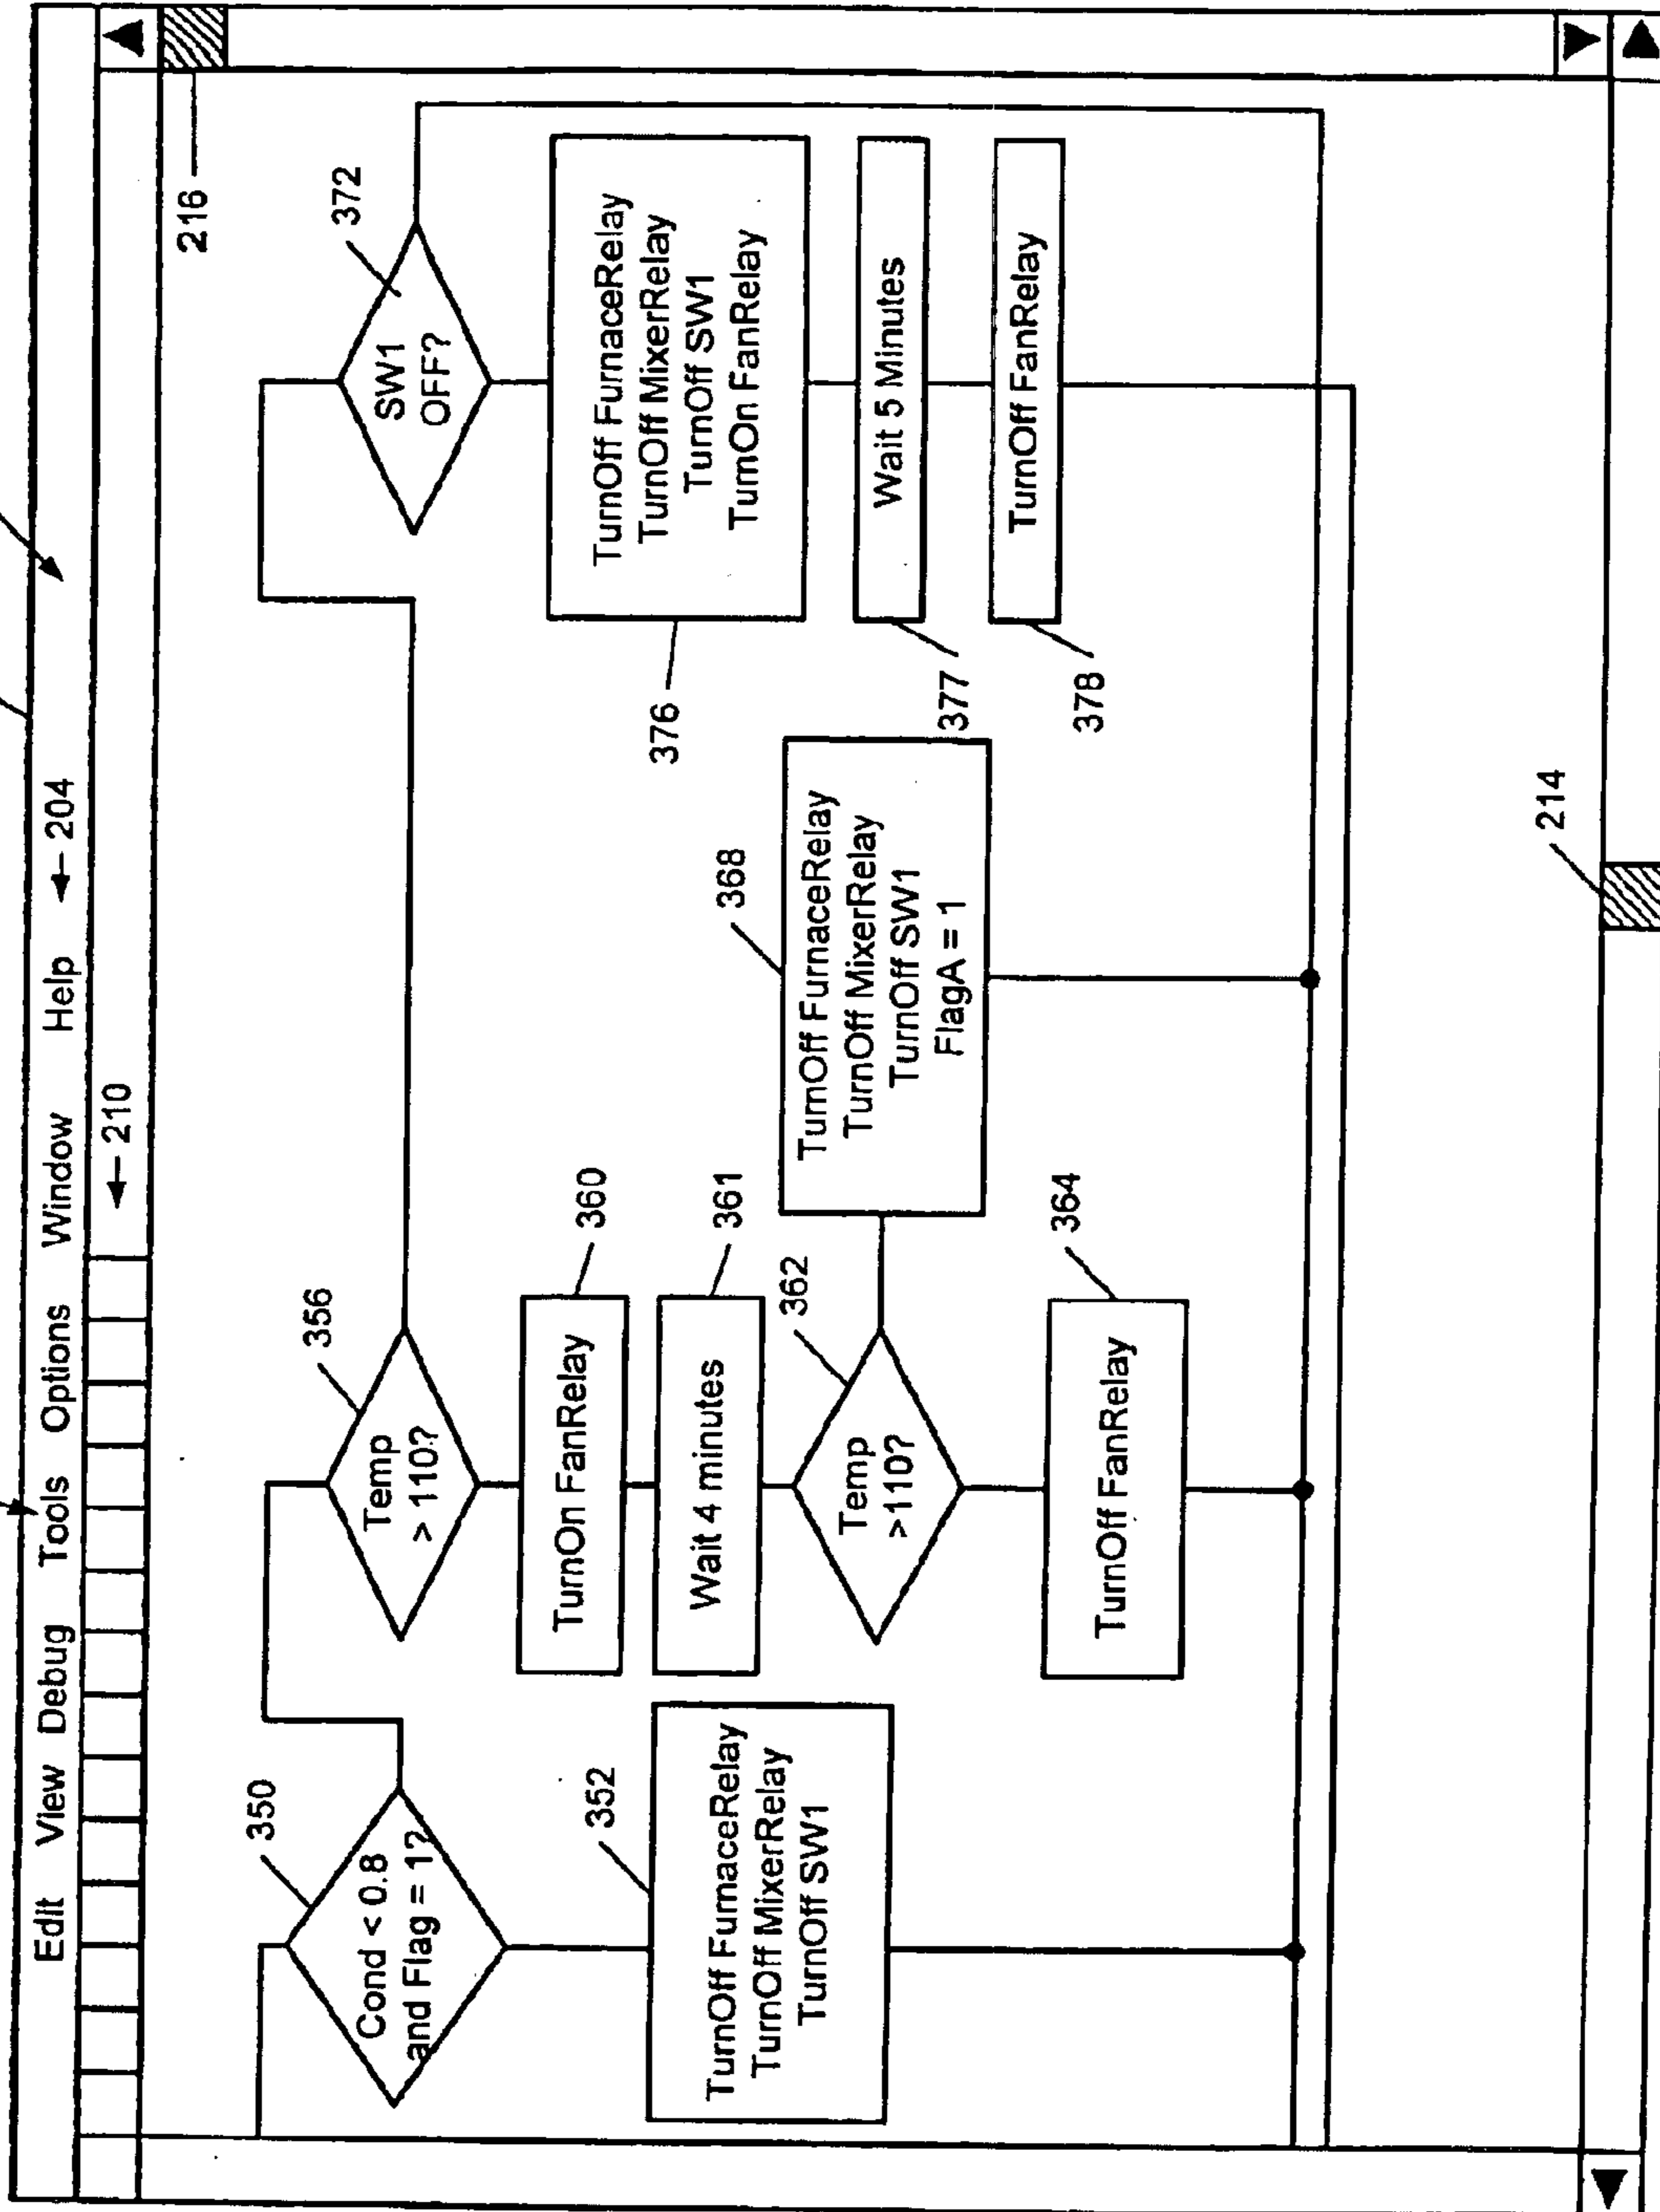 Edit View Debug Tools Options Window Help ← 204
← 210
216
350
Cond < 0.8
and Flag = 1?
352
TurnOff FurnaceRelay
TurnOff MixerRelay
TurnOff SW1
356
Temp
> 110?
360
TurnOn FanRelay
361
Wait 4 minutes
362
Temp
>110?
364
TurnOff FanRelay
368
TurnOff FurnaceRelay
TurnOff MixerRelay
TurnOff SW1
FlagA = 1
372
SW1
OFF?
376
TurnOff FurnaceRelay
TurnOff MixerRelay
TurnOff SW1
TurnOn FanRelay
377
Wait 5 Minutes
378
TurnOff FanRelay
214